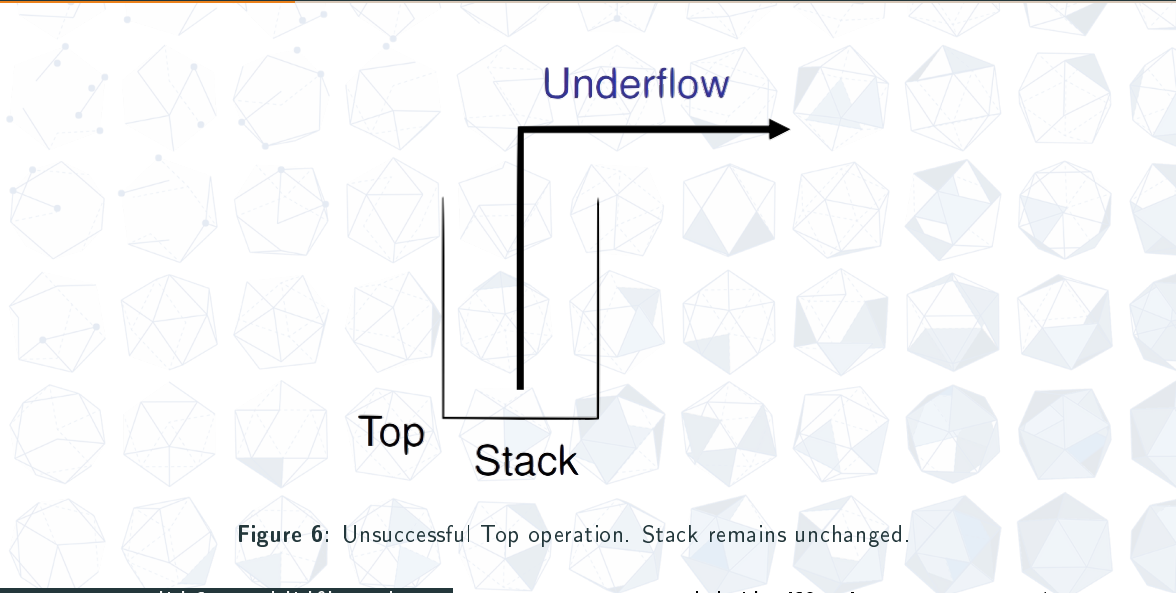 Underflow
Top
Stack
Figure 6: Unsuccessful Top operation. Stack remains unchanged.